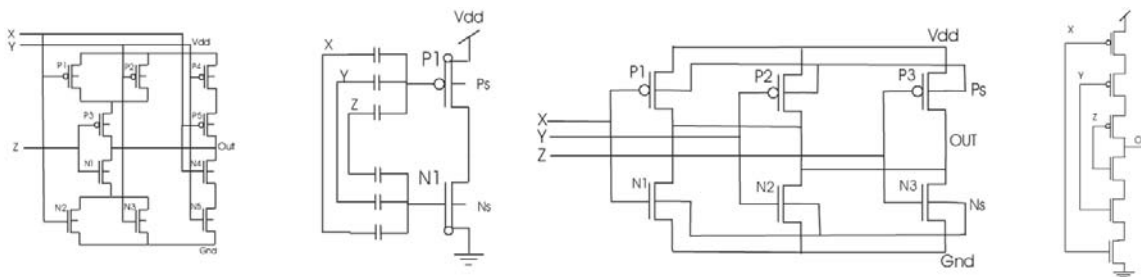 X
Y
Vdd
P1
P2
P4
P3
P5
Z
Out
N1
N4
N2
N3
N5
Gnd
Vdd
X
P1
Y
Ps
Z
N1
Ns
Vdd
P1
P2
P3
Ps
X
Y
Z
OUT
N1
N2
N3
Ns
Gnd
X
Y
Z